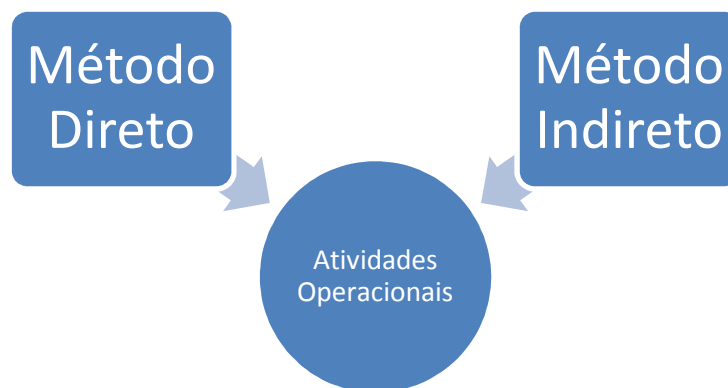 Método
Direto
Método
Indireto
Atividades
Operacionais